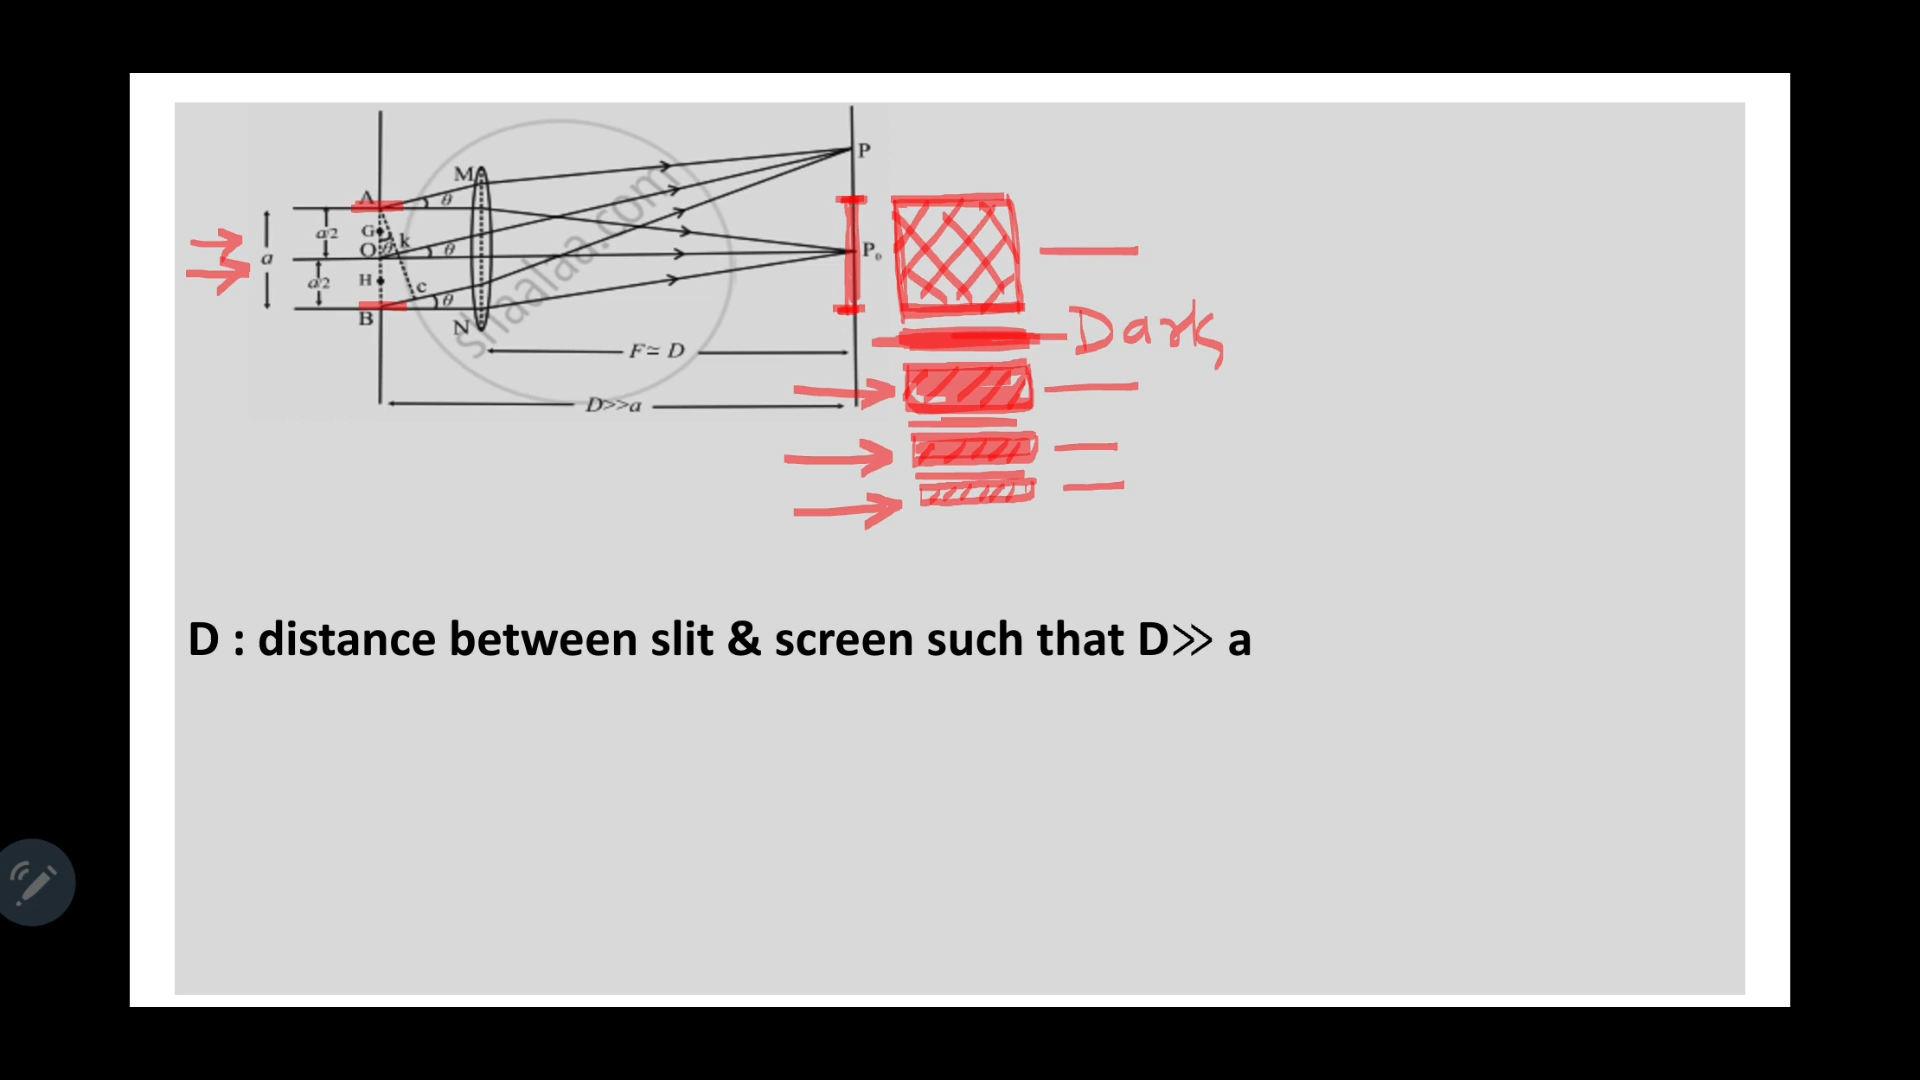 P
M
A
θ
a/2
G
k
O
θ
θ
P₀
a
a/2
H
c
θ
B
N
shaalaa.com
F≃ D
D>>a
Dark
D : distance between slit & screen such that D≫ a